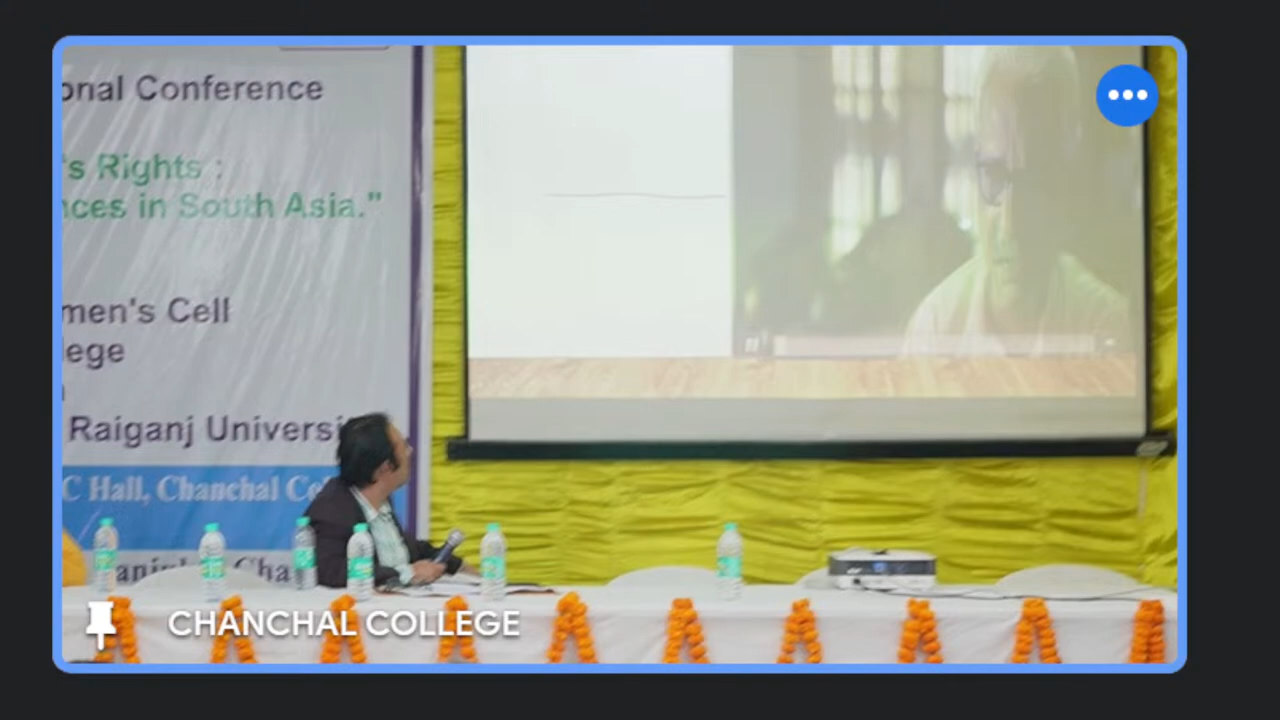 onal Conference
's Rights :
nces in South Asia."
men's Cell
lege
Raiganj Universi
C Hall, Chanchal Co
CHANCHAL COLLEGE